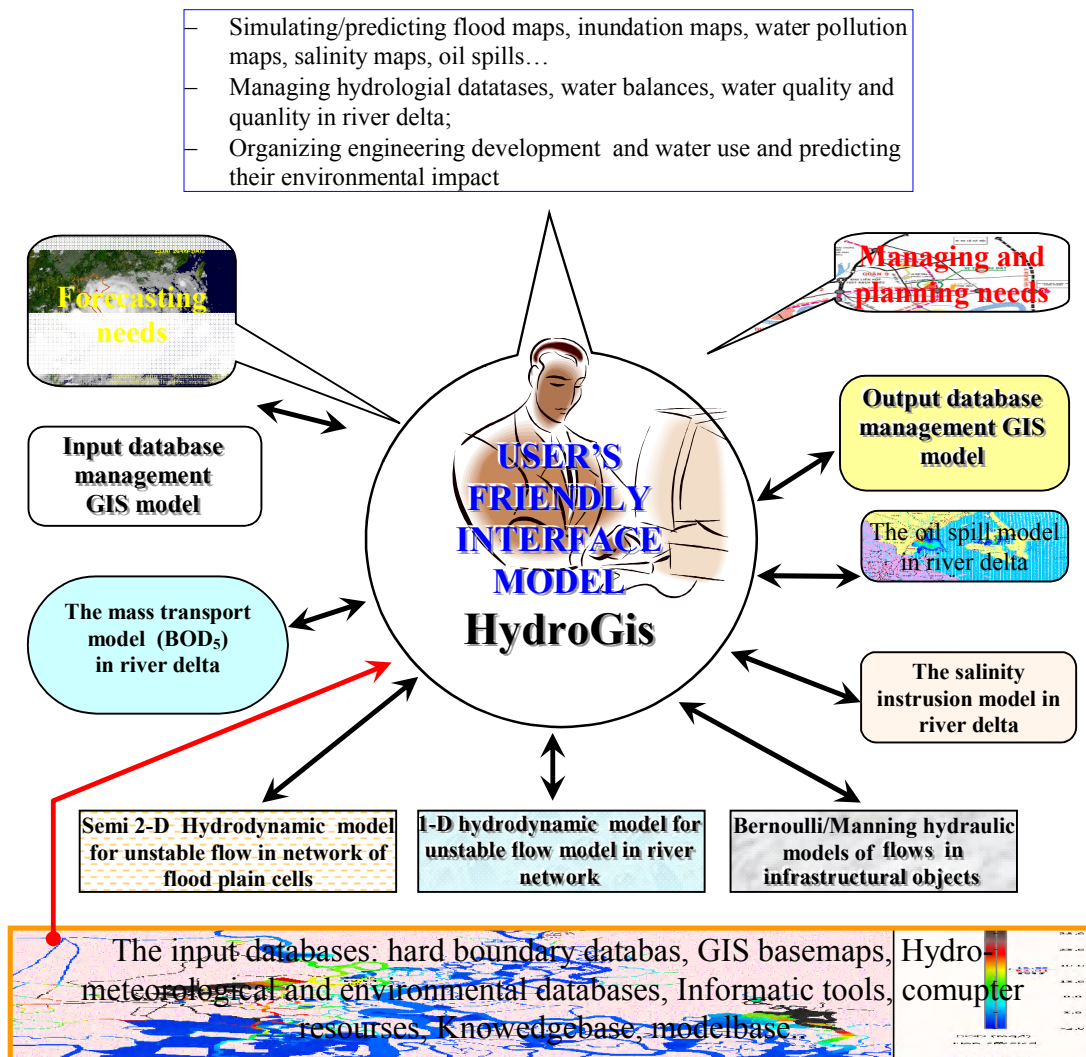 – Simulating/predicting flood maps, inundation maps, water pollution
maps, salinity maps, oil spills…
– Managing hydrologial datatases, water balances, water quality and
quanlity in river delta;
– Organizing engineering development and water use and predicting
their environmental impact
Forecasting
needs
Managing and
planning needs
Input database
management
GIS model
Output database
management GIS
model
USER'S
FRIENDLY
INTERFACE
MODEL
HydroGis
The oil spill model
in river delta
The mass transport
model (BOD₅)
in river delta
The salinity
instrusion model in
river delta
Semi 2-D Hydrodynamic model
for unstable flow in network of
flood plain cells
1-D hydrodynamic model for
unstable flow model in river
network
Bernoulli/Manning hydraulic
models of flows in
infrastructural objects
The input databases: hard boundary databas, GIS basemaps, Hydro-
meteorological and environmental databases, Informatic tools, comupter
resourses, Knowedgebase, modelbase..